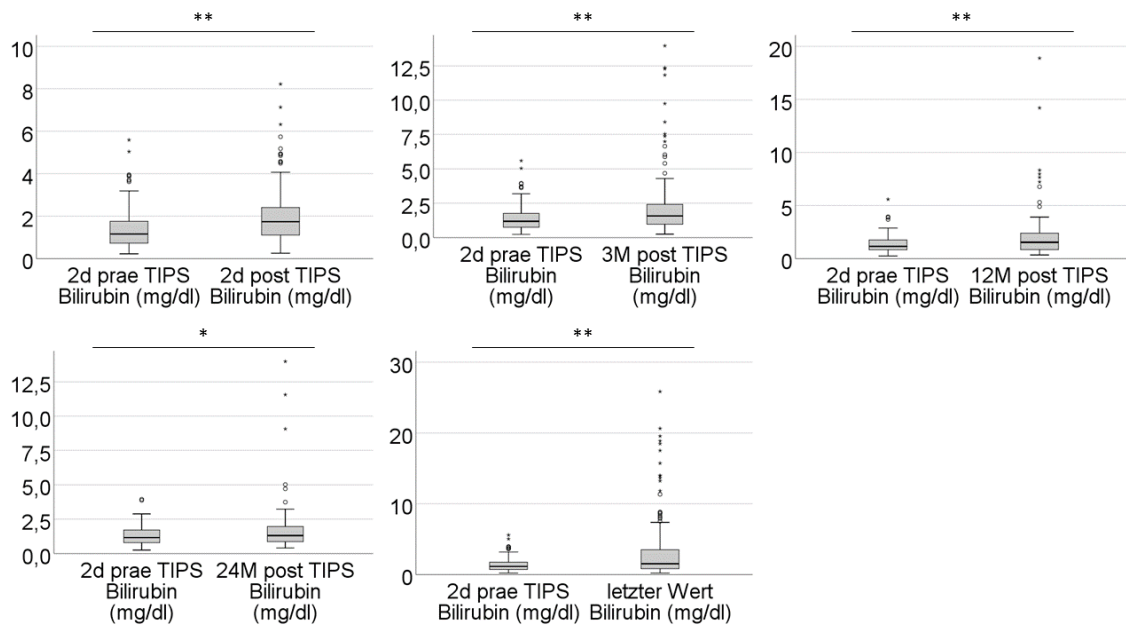 **
10
8
6
4
2
0
2d prae TIPS
Bilirubin (mg/dl)
2d post TIPS
Bilirubin (mg/dl)
**
12,5
10,0
7,5
5,0
2,5
0,0
2d prae TIPS
Bilirubin
(mg/dl)
3M post TIPS
Bilirubin
(mg/dl)
**
20
15
10
5
0
2d prae TIPS
Bilirubin (mg/dl)
12M post TIPS
Bilirubin (mg/dl)
*
12,5
10,0
7,5
5,0
2,5
0,0
2d prae TIPS
Bilirubin
(mg/dl)
24M post TIPS
Bilirubin
(mg/dl)
**
30
20
10
0
2d prae TIPS
Bilirubin (mg/dl)
letzter Wert
Bilirubin (mg/dl)